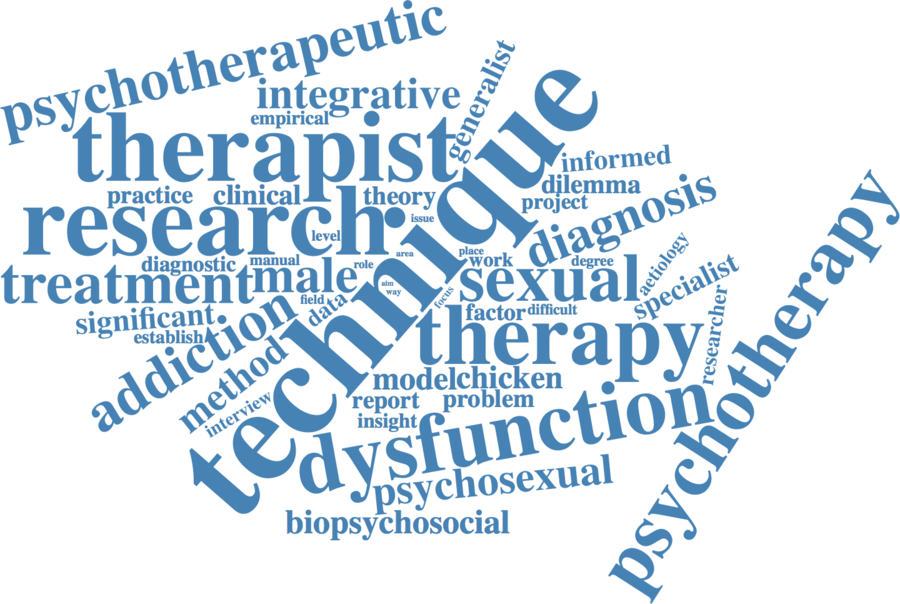 psychotherapeutic
integrative
generalist
empirical
therapist
technique
informed
practice
clinical
theory
dilemma
project
research
issue
diagnosis
level
area
place
work
degree
aetiology
diagnostic
manual
role
treatment
male
aim
way
sexual
specialist
psychotherapy
field
data
focus
factor
difficult
significant
establish
addiction
therapy
researcher
method
model
chicken
interview
report
problem
insight
dysfunction
psychosexual
biopsychosocial